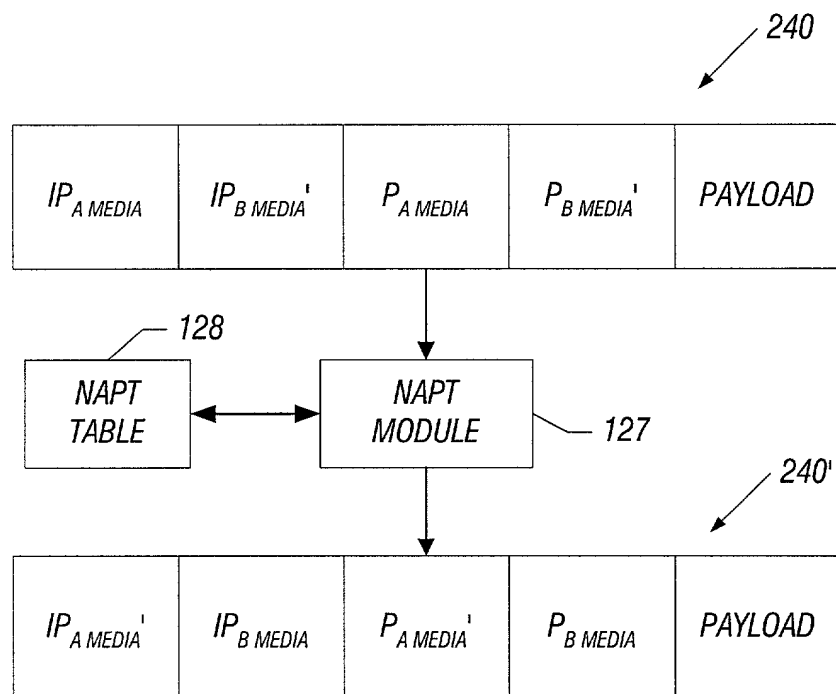 240
IP_A MEDIA IP_B MEDIA' P_A MEDIA P_B MEDIA' PAYLOAD
128
NAPT
TABLE
NAPT
MODULE
127
240'
IP_A MEDIA' IP_B MEDIA P_A MEDIA' P_B MEDIA PAYLOAD